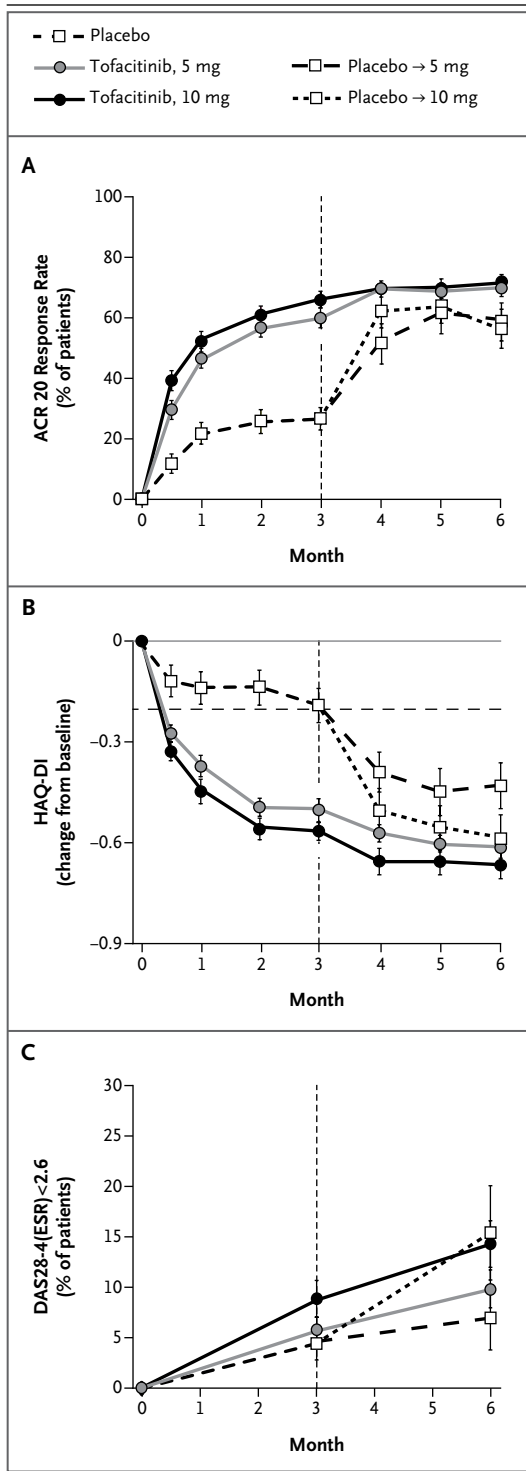 Placebo
Tofacitinib, 5 mg
Placebo → 5 mg
Tofacitinib, 10 mg
Placebo → 10 mg
A
ACR 20 Response Rate
(% of patients)
100
80
60
40
20
0
0 1 2 3 4 5 6
Month
B
HAQ-DI
(change from baseline)
0
−0.3
−0.6
−0.9
0 1 2 3 4 5 6
Month
C
DAS28-4(ESR)<2.6
(% of patients)
30
25
20
15
10
5
0
0 1 2 3 4 5 6
Month